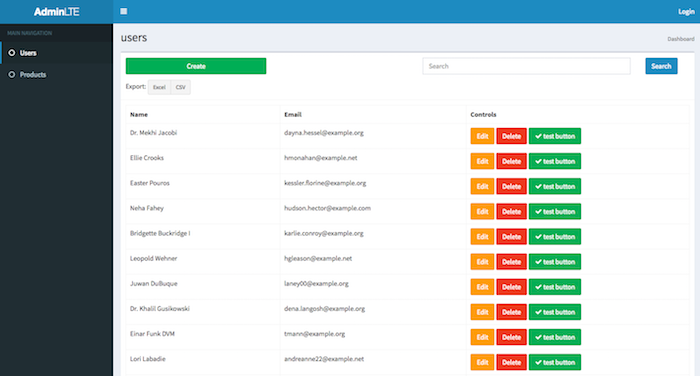 AdminLTE
Login
MAIN NAVIGATION
Users
Products
users
Dashboard
Create
Search
Search
Export: Excel CSV
Name Email Controls
Dr. Mekhi Jacobi dayna.hessel@example.org Edit Delete test button
Ellie Crooks hmonahan@example.net Edit Delete test button
Easter Pouros kessler.florine@example.org Edit Delete test button
Neha Fahey hudson.hector@example.com Edit Delete test button
Bridgette Buckridge I karlie.conroy@example.org Edit Delete test button
Leopold Wehner hgleason@example.net Edit Delete test button
Juwan DuBuque laney00@example.org Edit Delete test button
Dr. Khalil Gusikowski dena.langosh@example.org Edit Delete test button
Einar Funk DVM tmann@example.org Edit Delete test button
Lori Labadie andreanne22@example.net Edit Delete test button